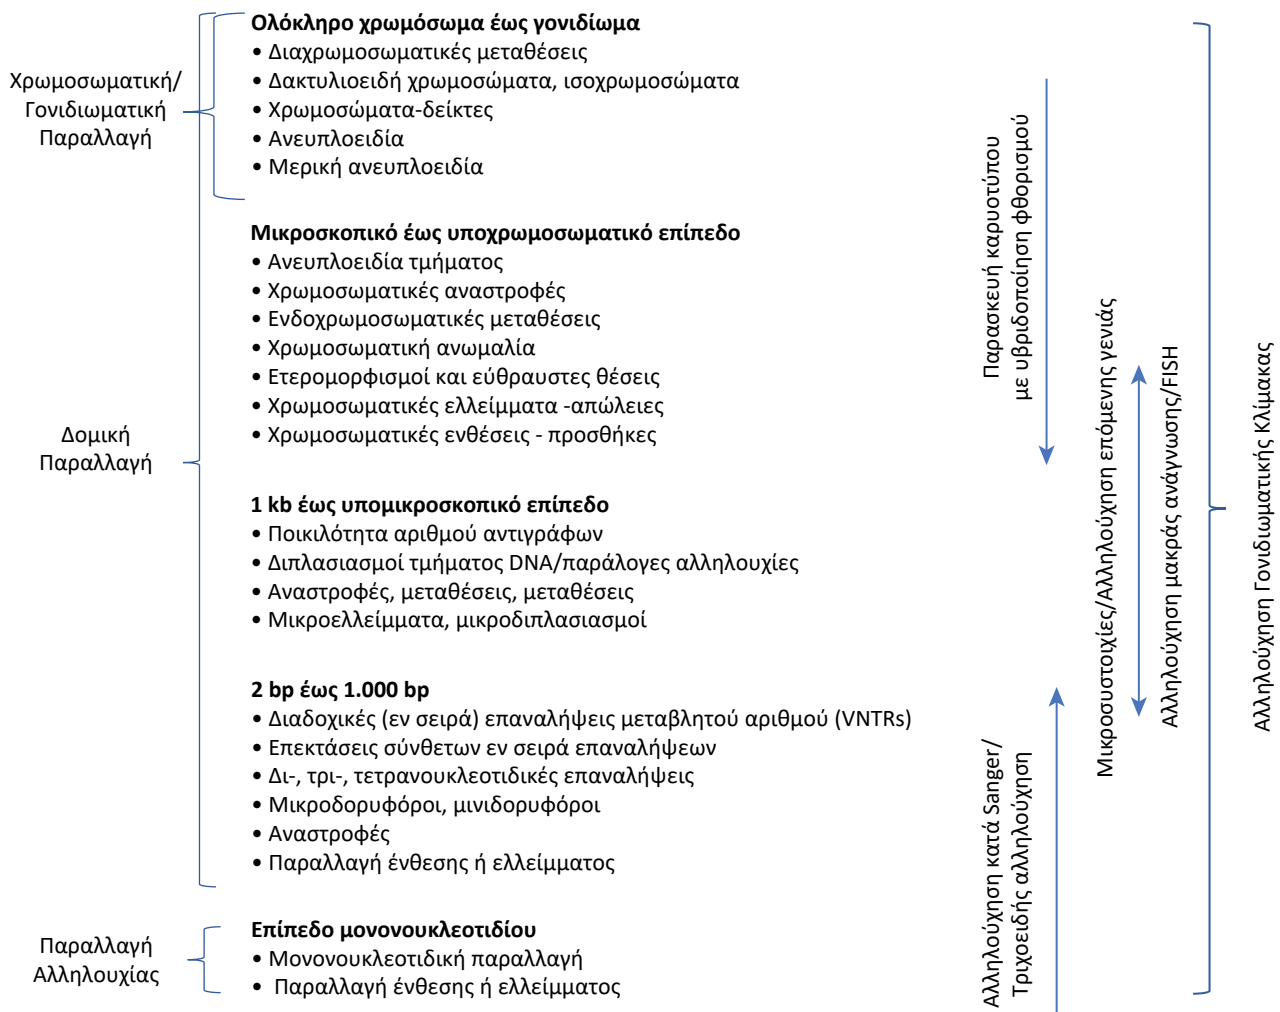 Χρωμοσωματική/
Γονιδιωματική
Παραλλαγή
Ολόκληρο χρωμόσωμα έως γονιδίωμα
• Διαχρωμοσωματικές μεταθέσεις
• Δακτυλιοειδή χρωμοσώματα, ισοχρωμοσώματα
• Χρωμοσώματα-δείκτες
• Ανευπλοειδία
• Μερική ανευπλοειδία
Δομική
Παραλλαγή
Μικροσκοπικό έως υποχρωμοσωματικό επίπεδο
• Ανευπλοειδία τμήματος
• Χρωμοσωματικές αναστροφές
• Ενδοχρωμοσωματικές μεταθέσεις
• Χρωμοσωματική ανωμαλία
• Ετερομορφισμοί και εύθραυστες θέσεις
• Χρωμοσωματικές ελλείμματα -απώλειες
• Χρωμοσωματικές ενθέσεις - προσθήκες
1 kb έως υπομικροσκοπικό επίπεδο
• Ποικιλότητα αριθμού αντιγράφων
• Διπλασιασμοί τμήματος DNA/παράλογες αλληλουχίες
• Αναστροφές, μεταθέσεις, μεταθέσεις
• Μικροελλείμματα, μικροδιπλασιασμοί
2 bp έως 1.000 bp
• Διαδοχικές (εν σειρά) επαναλήψεις μεταβλητού αριθμού (VNTRs)
• Επεκτάσεις σύνθετων εν σειρά επαναλήψεων
• Δι-, τρι-, τετρανουκλεοτιδικές επαναλήψεις
• Μικροδορυφόροι, μινιδορυφόροι
• Αναστροφές
• Παραλλαγή ένθεσης ή ελλείμματος
Παραλλαγή
Αλληλουχίας
Επίπεδο μονονουκλεοτιδίου
• Μονονουκλεοτιδική παραλλαγή
• Παραλλαγή ένθεσης ή ελλείμματος
Παρασκευή καρυοτύπου
με υβριδοποίηση φθορισμού
Αλληλούχηση κατά Sanger/
Τριχοειδής αλληλούχηση
Μικροσυστοιχίες/Αλληλούχηση επόμενης γενιάς
Αλληλούχηση μακράς ανάγνωσης/FISH
Αλληλούχηση Γονιδιωματικής Κλίμακας